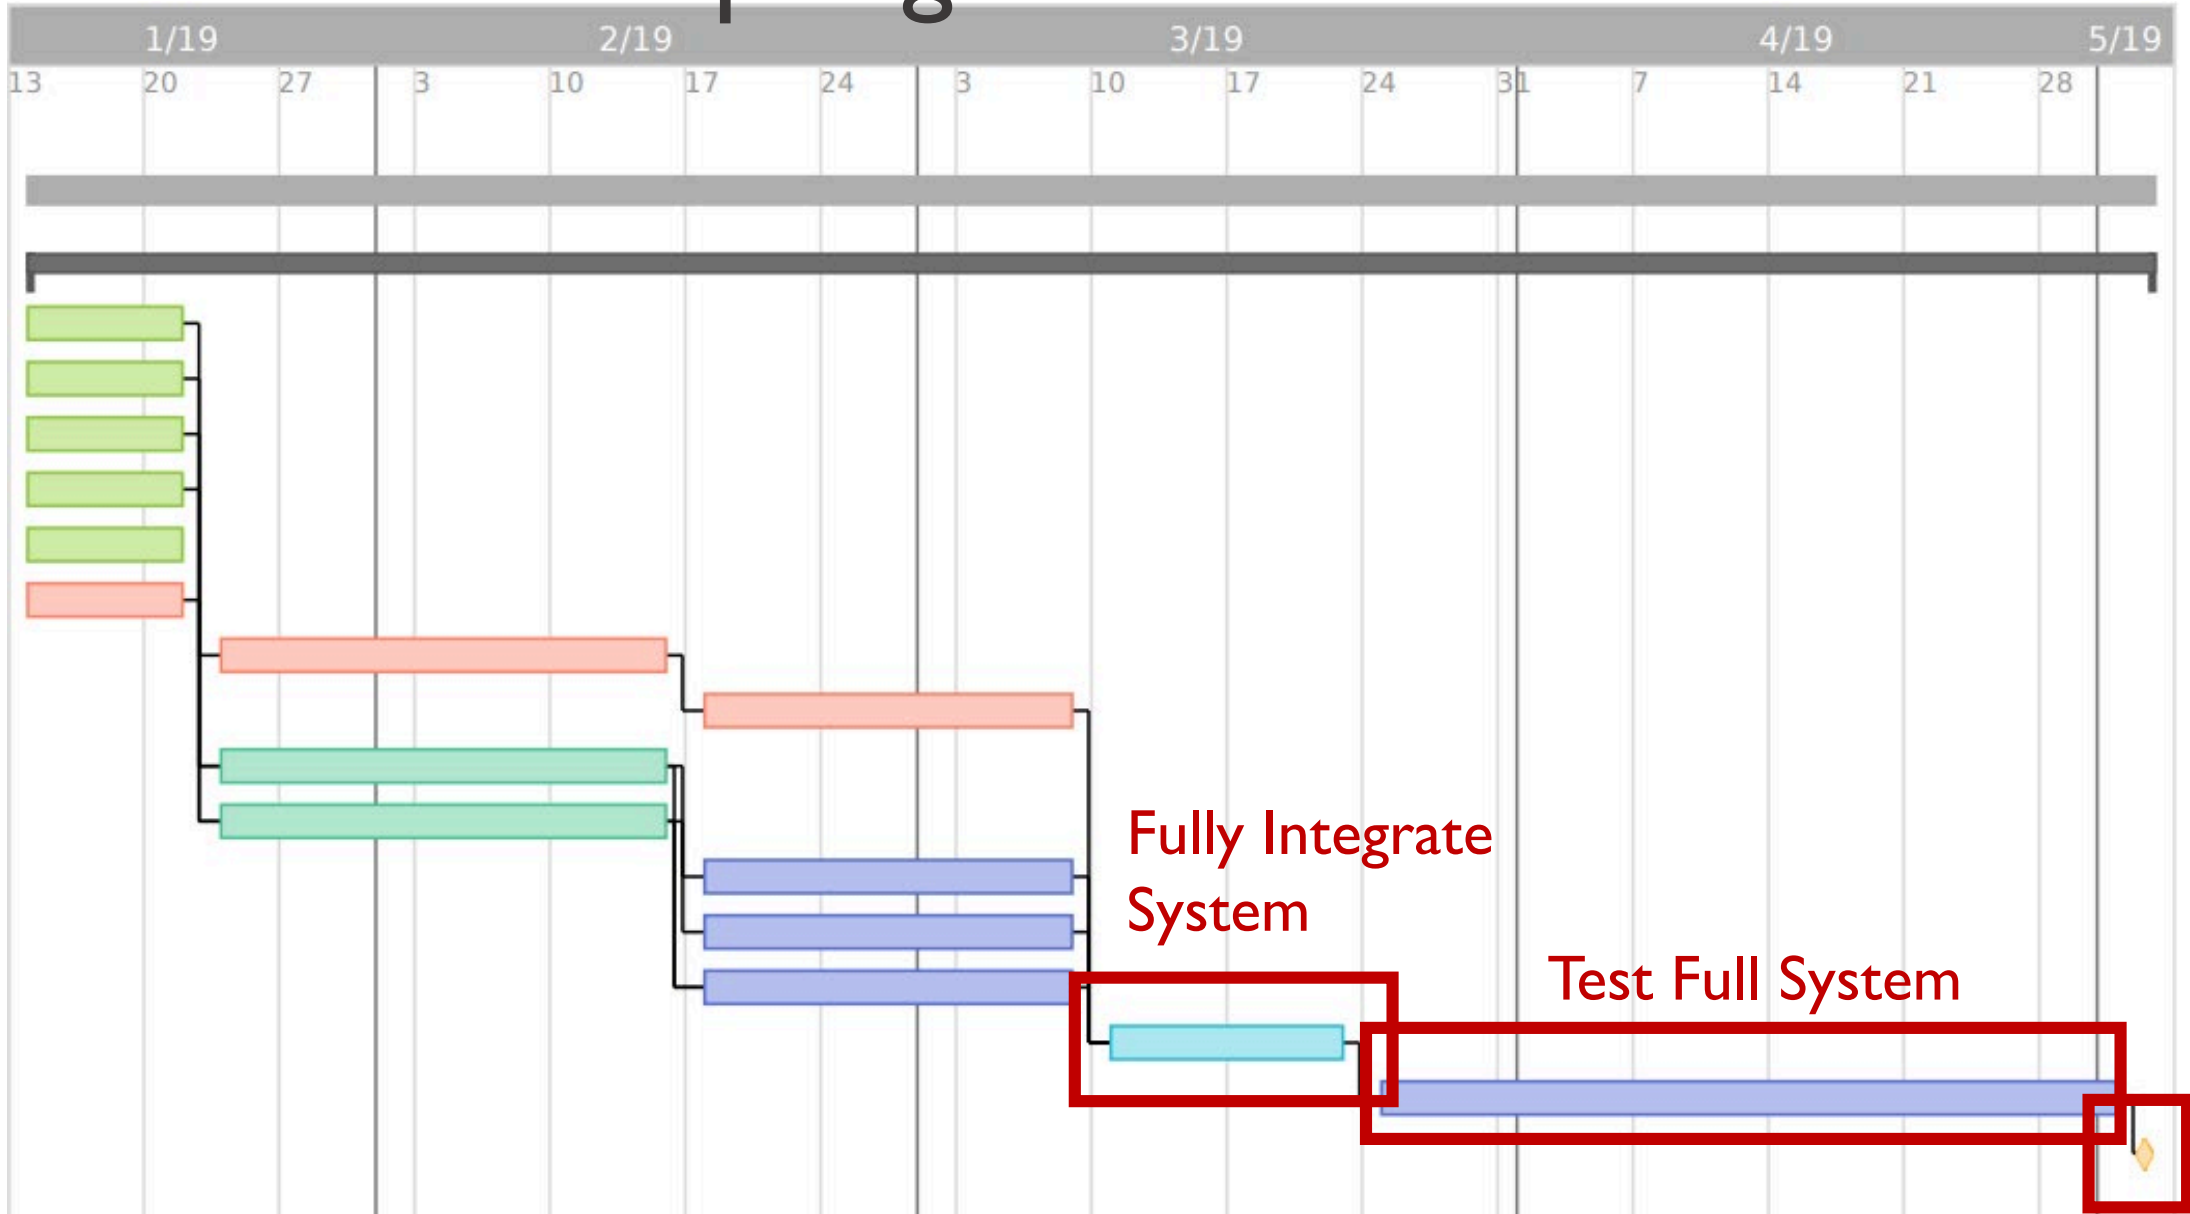 1/19 2/19 3/19 4/19 5/19
13 20 27 3 10 17 24 3 10 17 24 31 7 14 21 28
Fully Integrate
System
Test Full System